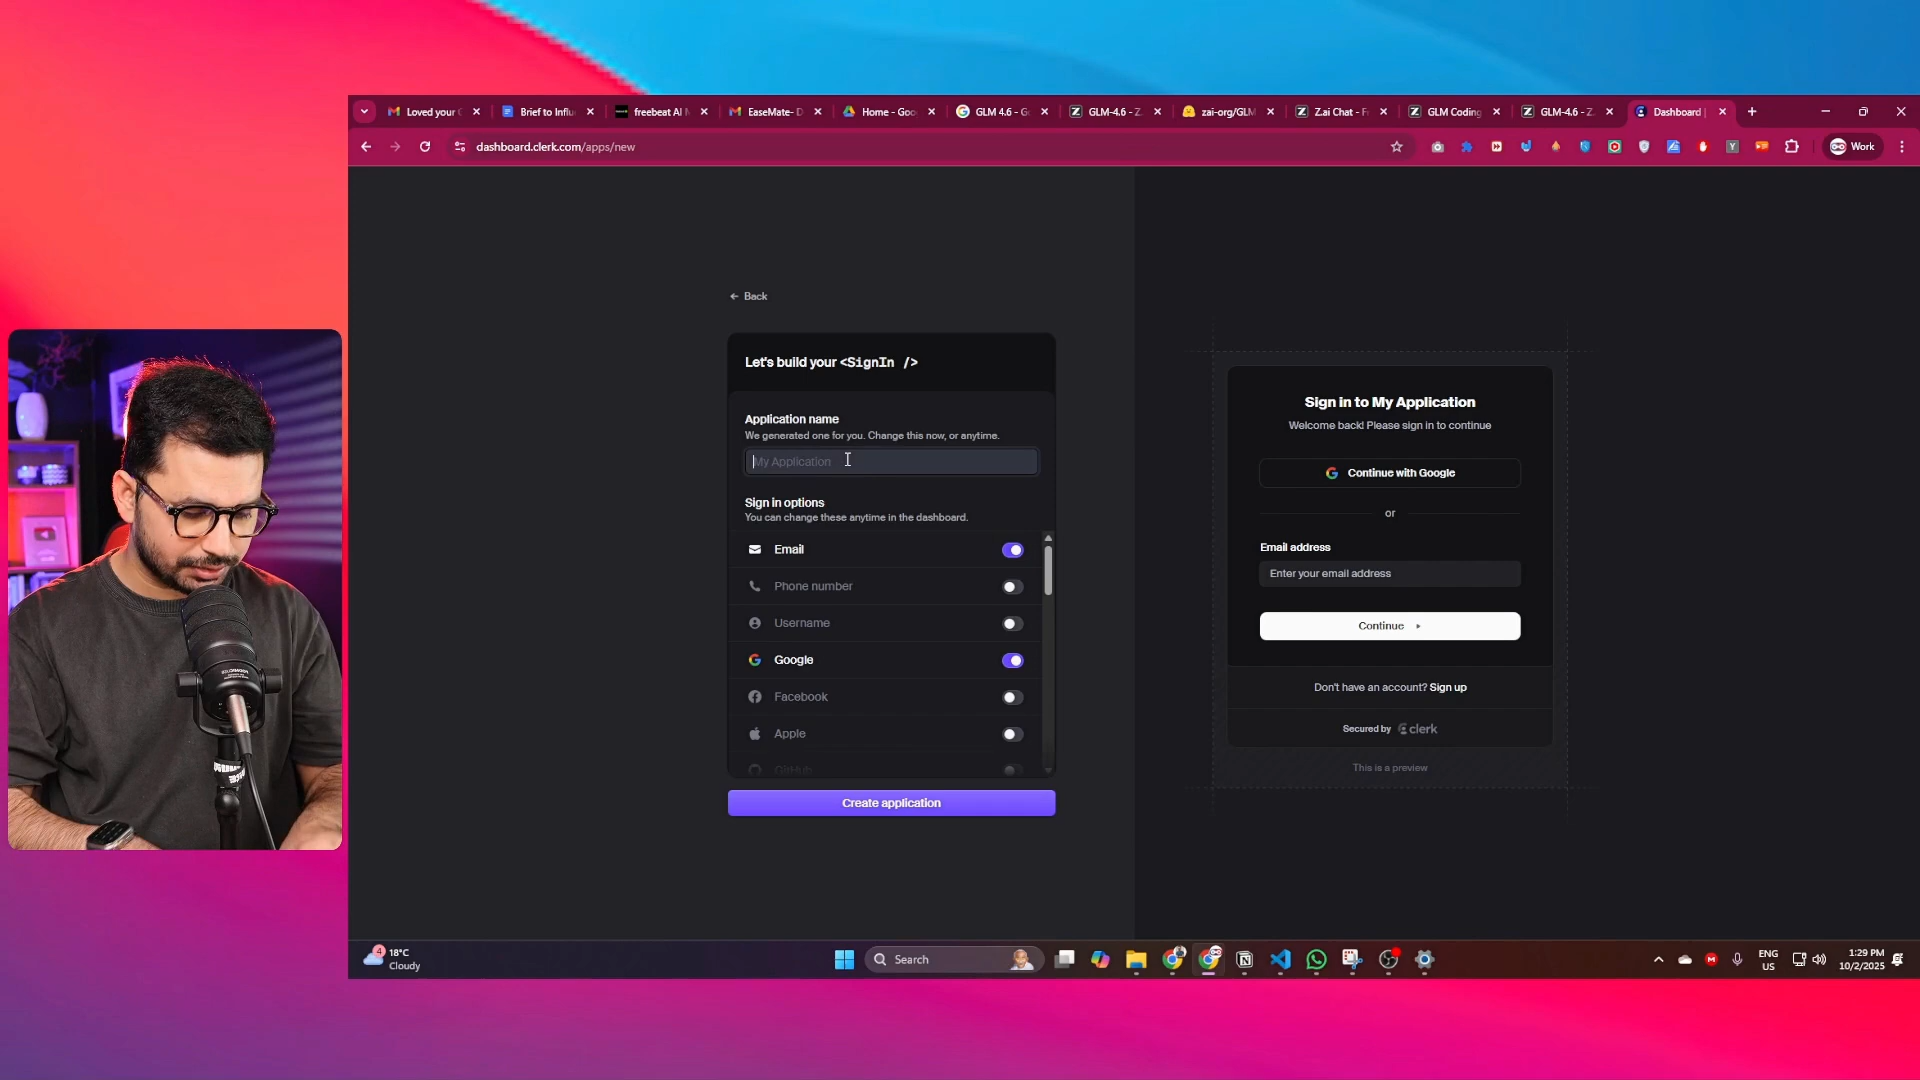 Loved your
Brief to Influ
freebeat AI
EaseMate- D
Home - Goo
GLM 4.6 - G
GLM-4.6 - Z.
zai-org/GLM
Z.ai Chat - F
GLM Coding
GLM-4.6 - Z.
Dashboard |
dashboard.clerk.com/apps/new
Work
Back
Let's build your <SignIn />
Application name
We generated one for you. Change this now, or anytime.
My Application
Sign in options
You can change these anytime in the dashboard.
Email
Phone number
Username
Google
Facebook
Apple
GitHub
Create application
Sign in to My Application
Welcome back! Please sign in to continue
Continue with Google
or
Email address
Enter your email address
Continue
Don't have an account? Sign up
Secured by clerk
This is a preview
4
18°C
Cloudy
Search
ENG
US
1:29 PM
10/2/2025